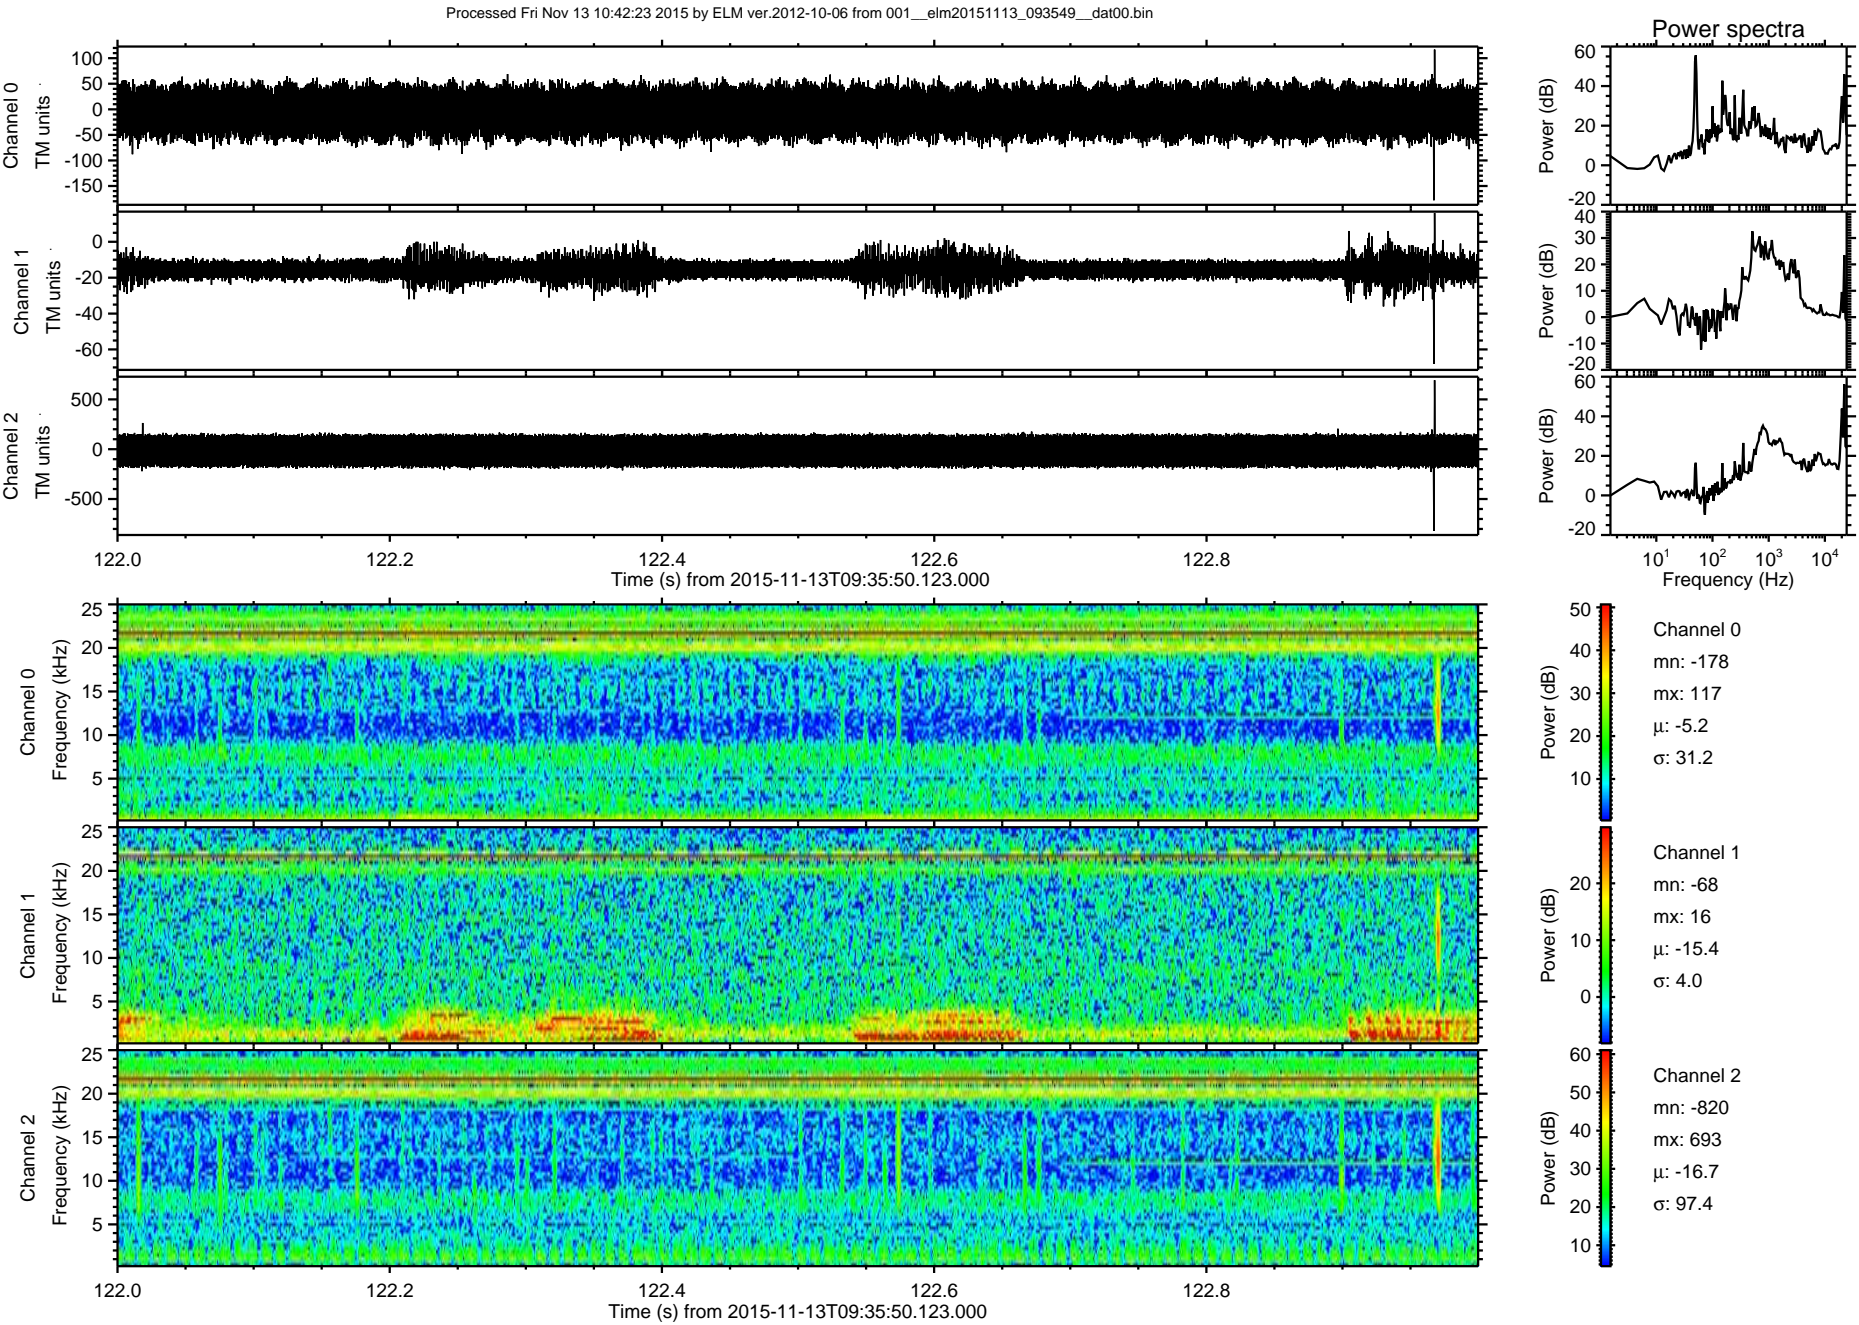 Processed Fri Nov 13 10:42:23 2015 by ELM ver.2012-10-06 from 001__elm20151113_093549__dat00.bin
Power spectra
Channel 0
TM units
100
50
0
-50
-100
-150
Power (dB)
60
40
20
0
-20
Channel 1
TM units
0
-20
-40
-60
Power (dB)
40
30
20
10
0
-10
-20
Channel 2
TM units
500
0
-500
Power (dB)
60
40
20
0
-20
122.0 122.2 122.4 122.6 122.8
Time (s) from 2015-11-13T09:35:50.123.000
10¹ 10² 10³ 10⁴
Frequency (Hz)
Channel 0
Frequency (kHz)
25
20
15
10
5
Power (dB)
50
40
30
20
10
Channel 0
mn: -178
mx: 117
μ: -5.2
σ: 31.2
Channel 1
Frequency (kHz)
25
20
15
10
5
Power (dB)
20
10
0
Channel 1
mn: -68
mx: 16
μ: -15.4
σ: 4.0
Channel 2
Frequency (kHz)
25
20
15
10
5
Power (dB)
60
50
40
30
20
10
Channel 2
mn: -820
mx: 693
μ: -16.7
σ: 97.4
122.0 122.2 122.4 122.6 122.8
Time (s) from 2015-11-13T09:35:50.123.000